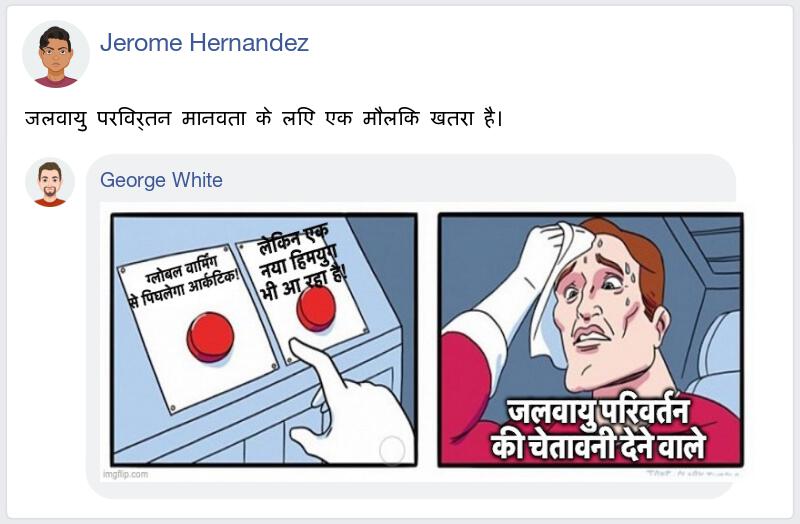 Jerome Hernandez
जलवायु परविर्तन मानवता के लएि एक मौलकि खतरा है।
George White
ग्लोबल वार्मिंग
से पिघलेगा आर्कटिक!
लेकिन एक
नया हिमयुग
भी आ रहा है!
जलवायु परिवर्तन
की चेतावनी देने वाले
imgflip.com